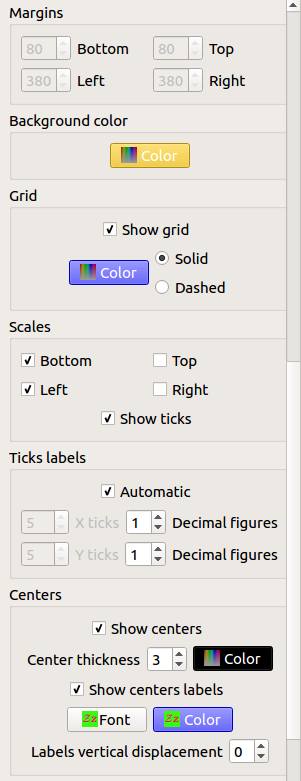 Margins
80 Bottom 80 Top
380 Left 380 Right
Background color
Color
Grid
Show grid
Solid
Color
Dashed
Scales
Bottom Top
Left Right
Show ticks
Ticks labels
Automatic
5 X ticks 1 Decimal figures
5 Y ticks 1 Decimal figures
Centers
Show centers
Center thickness 3 Color
Show centers labels
Zz Font Zz Color
Labels vertical displacement 0